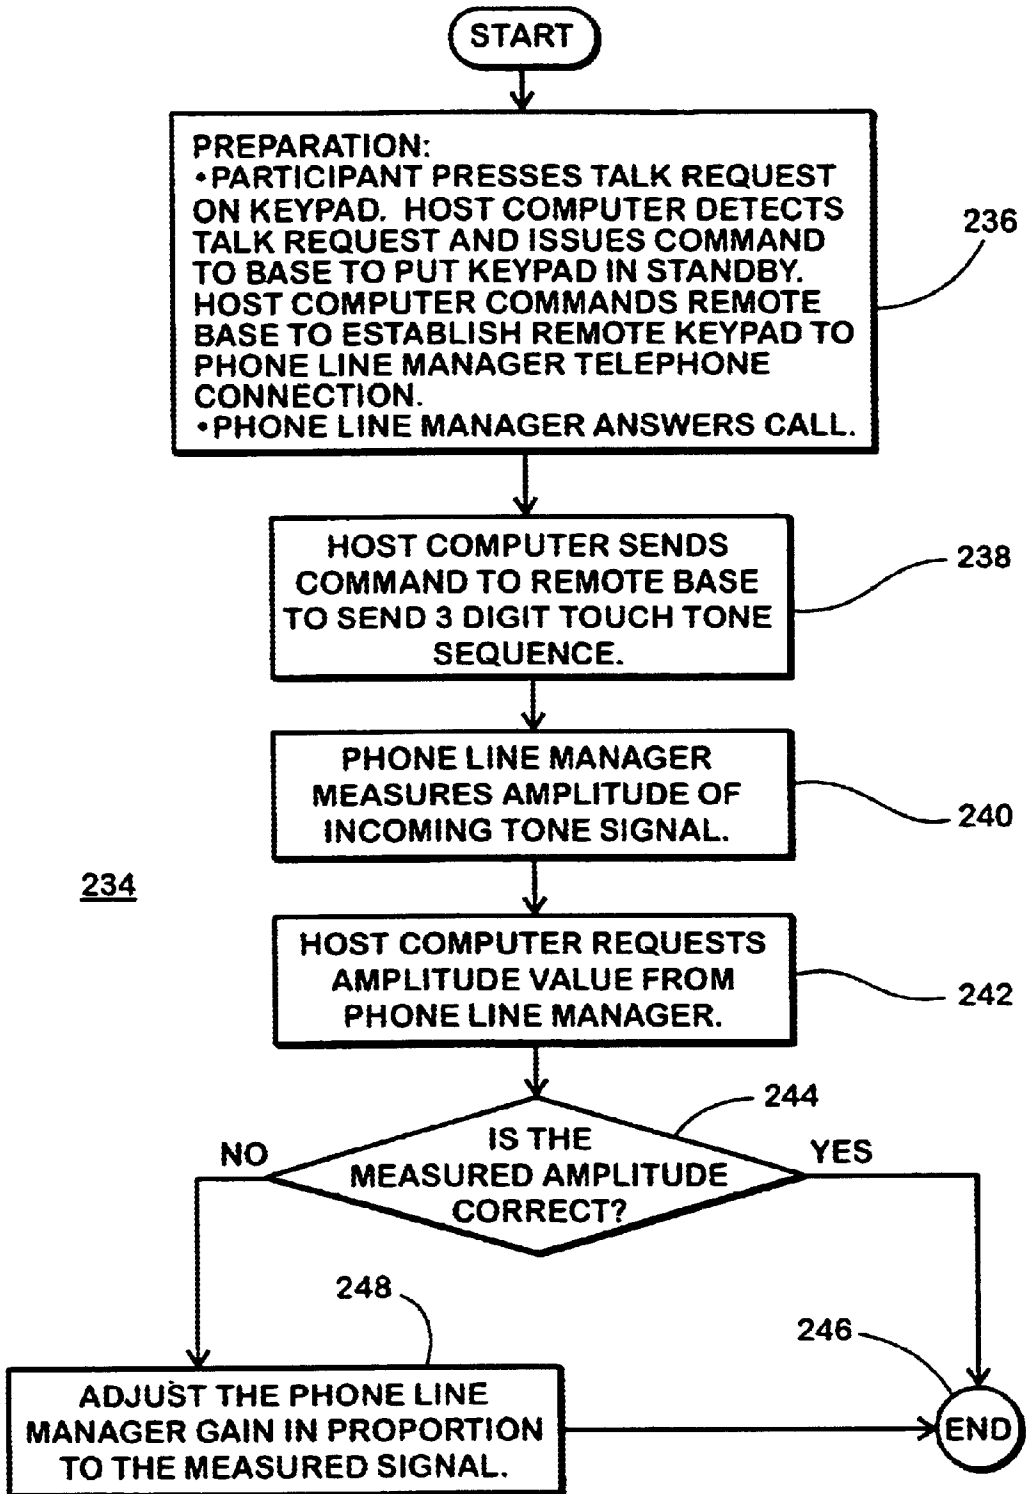 START
PREPARATION:
•PARTICIPANT PRESSES TALK REQUEST
ON KEYPAD. HOST COMPUTER DETECTS
TALK REQUEST AND ISSUES COMMAND
TO BASE TO PUT KEYPAD IN STANDBY.
HOST COMPUTER COMMANDS REMOTE
BASE TO ESTABLISH REMOTE KEYPAD TO
PHONE LINE MANAGER TELEPHONE
CONNECTION.
•PHONE LINE MANAGER ANSWERS CALL.
236
HOST COMPUTER SENDS
COMMAND TO REMOTE BASE
TO SEND 3 DIGIT TOUCH TONE
SEQUENCE.
238
PHONE LINE MANAGER
MEASURES AMPLITUDE OF
INCOMING TONE SIGNAL.
240
234
HOST COMPUTER REQUESTS
AMPLITUDE VALUE FROM
PHONE LINE MANAGER.
242
244
IS THE
MEASURED AMPLITUDE
CORRECT?
NO
YES
248
246
ADJUST THE PHONE LINE
MANAGER GAIN IN PROPORTION
TO THE MEASURED SIGNAL.
END